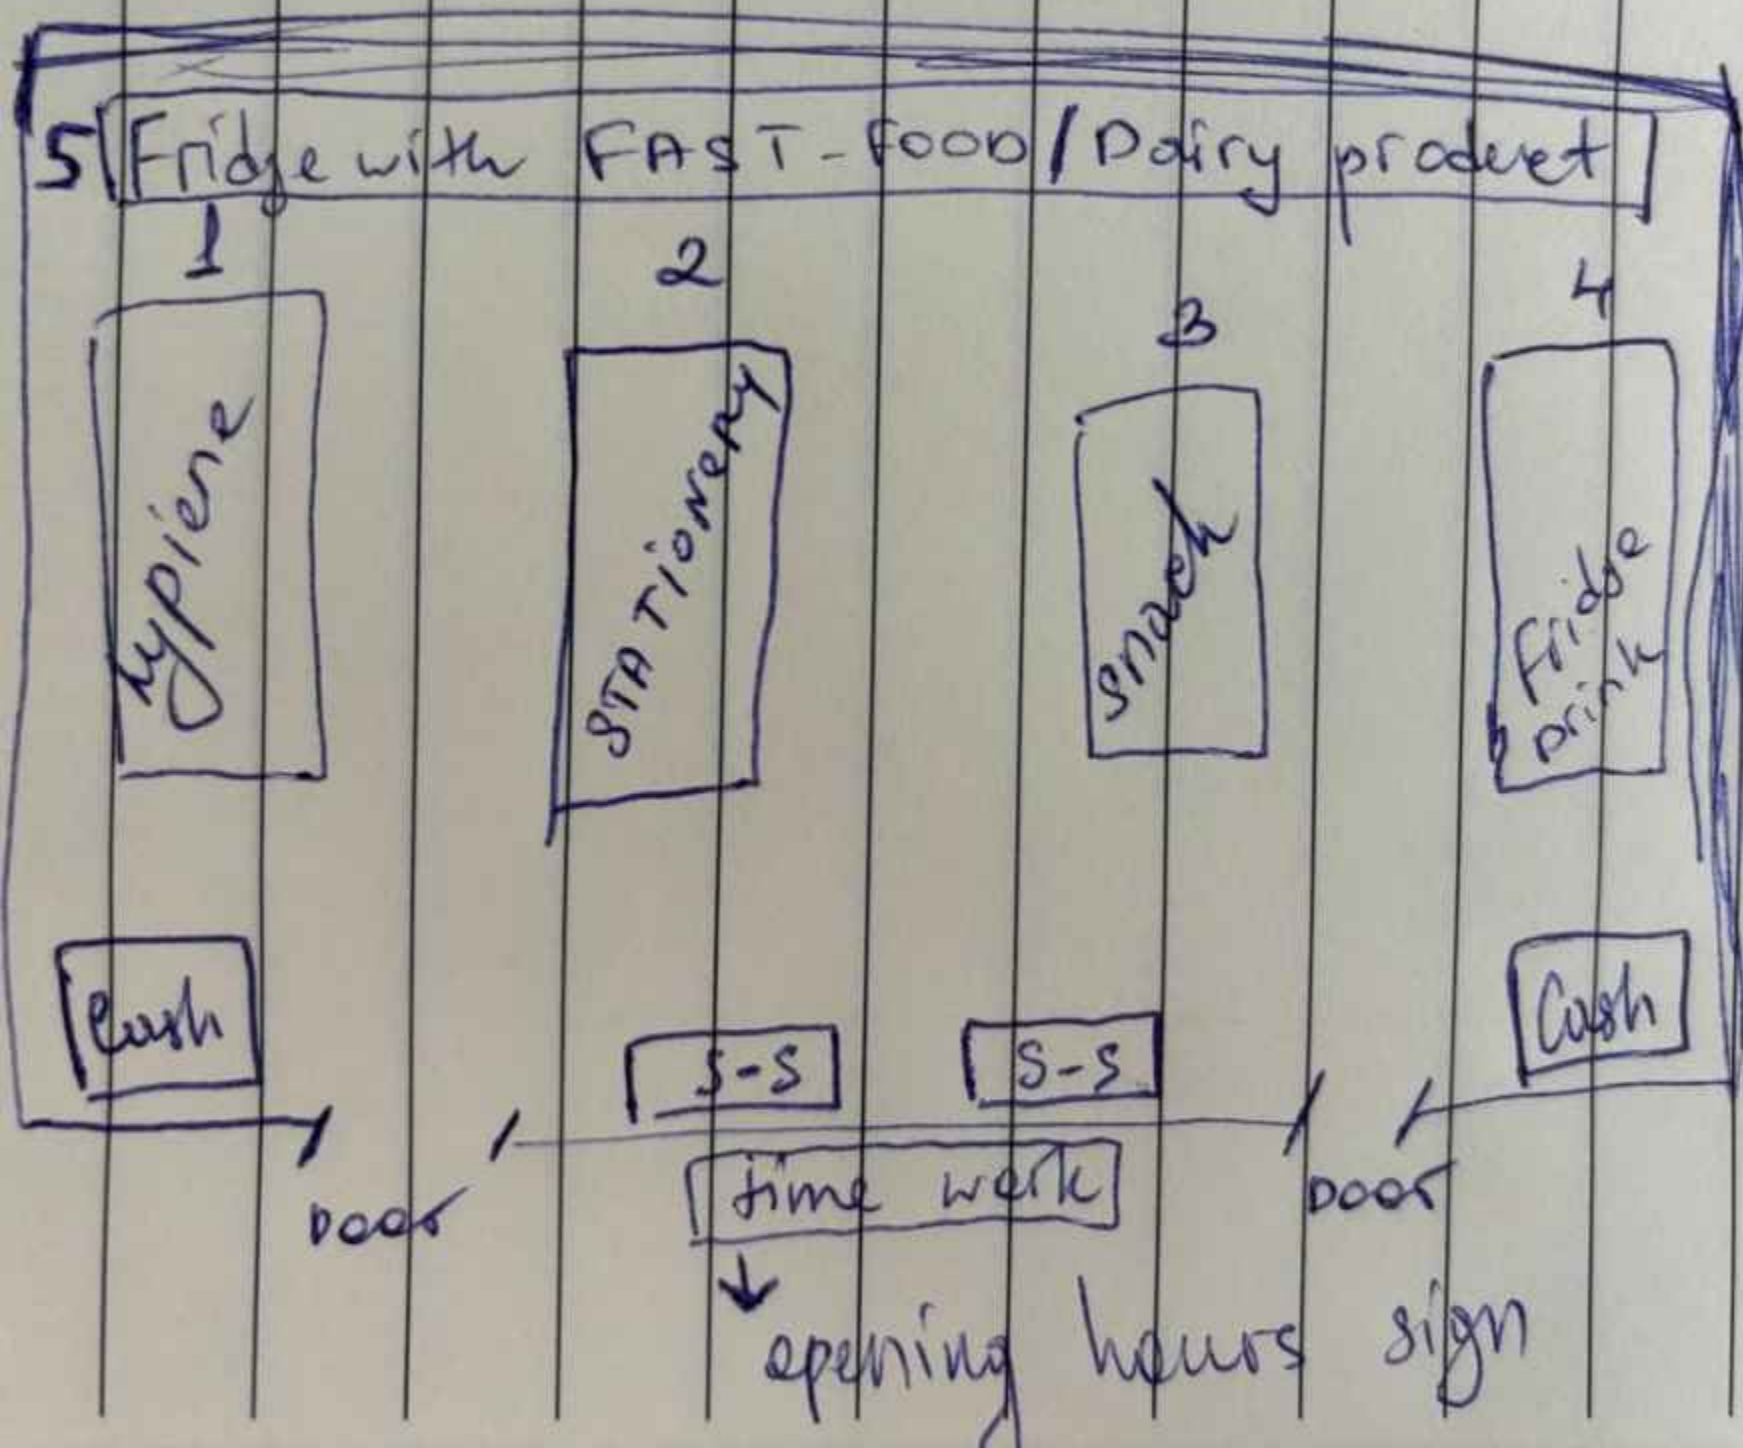 5 Fridge with FAST-FOOD/Dairy product
1
2
3
4
hypiene
STATIONERY
snack
Fridge
Drink
Cash
S-S
S-S
Cash
time work
Door
Door
↓
opening hours sign